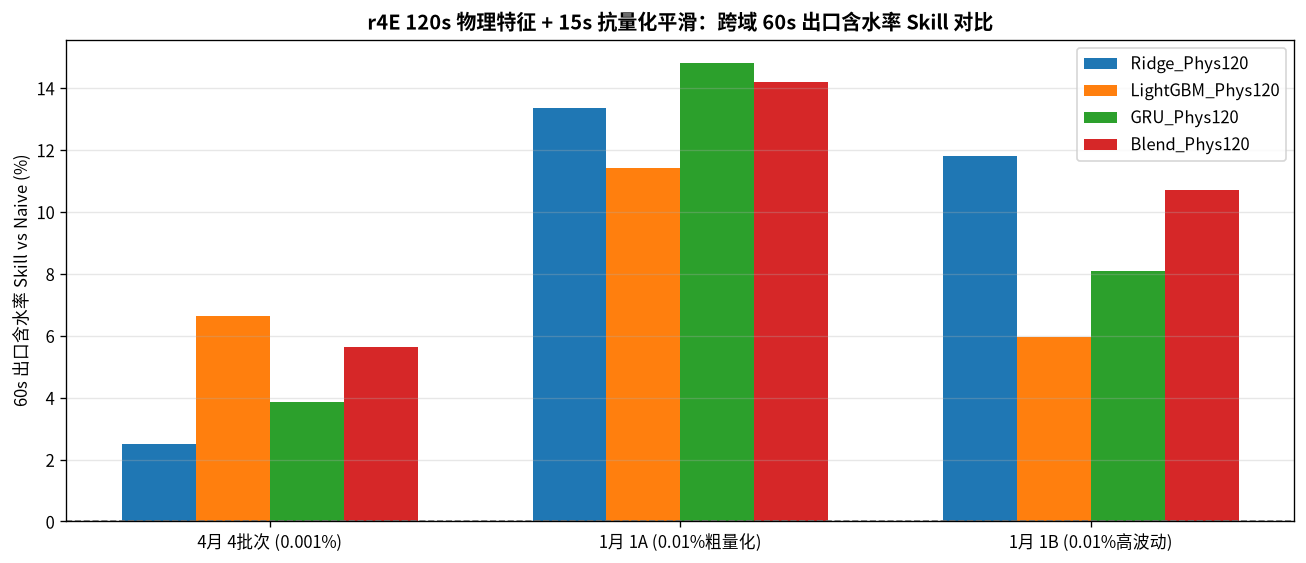 r4E 120s 物理特征 + 15s 抗量化平滑：跨域 60s 出口含水率 Skill 对比
60s 出口含水率 Skill vs Naive (%)
14
12
10
8
6
4
2
0
Ridge_Phys120
LightGBM_Phys120
GRU_Phys120
Blend_Phys120
4月 4批次 (0.001%)
1月 1A (0.01%粗量化)
1月 1B (0.01%高波动)